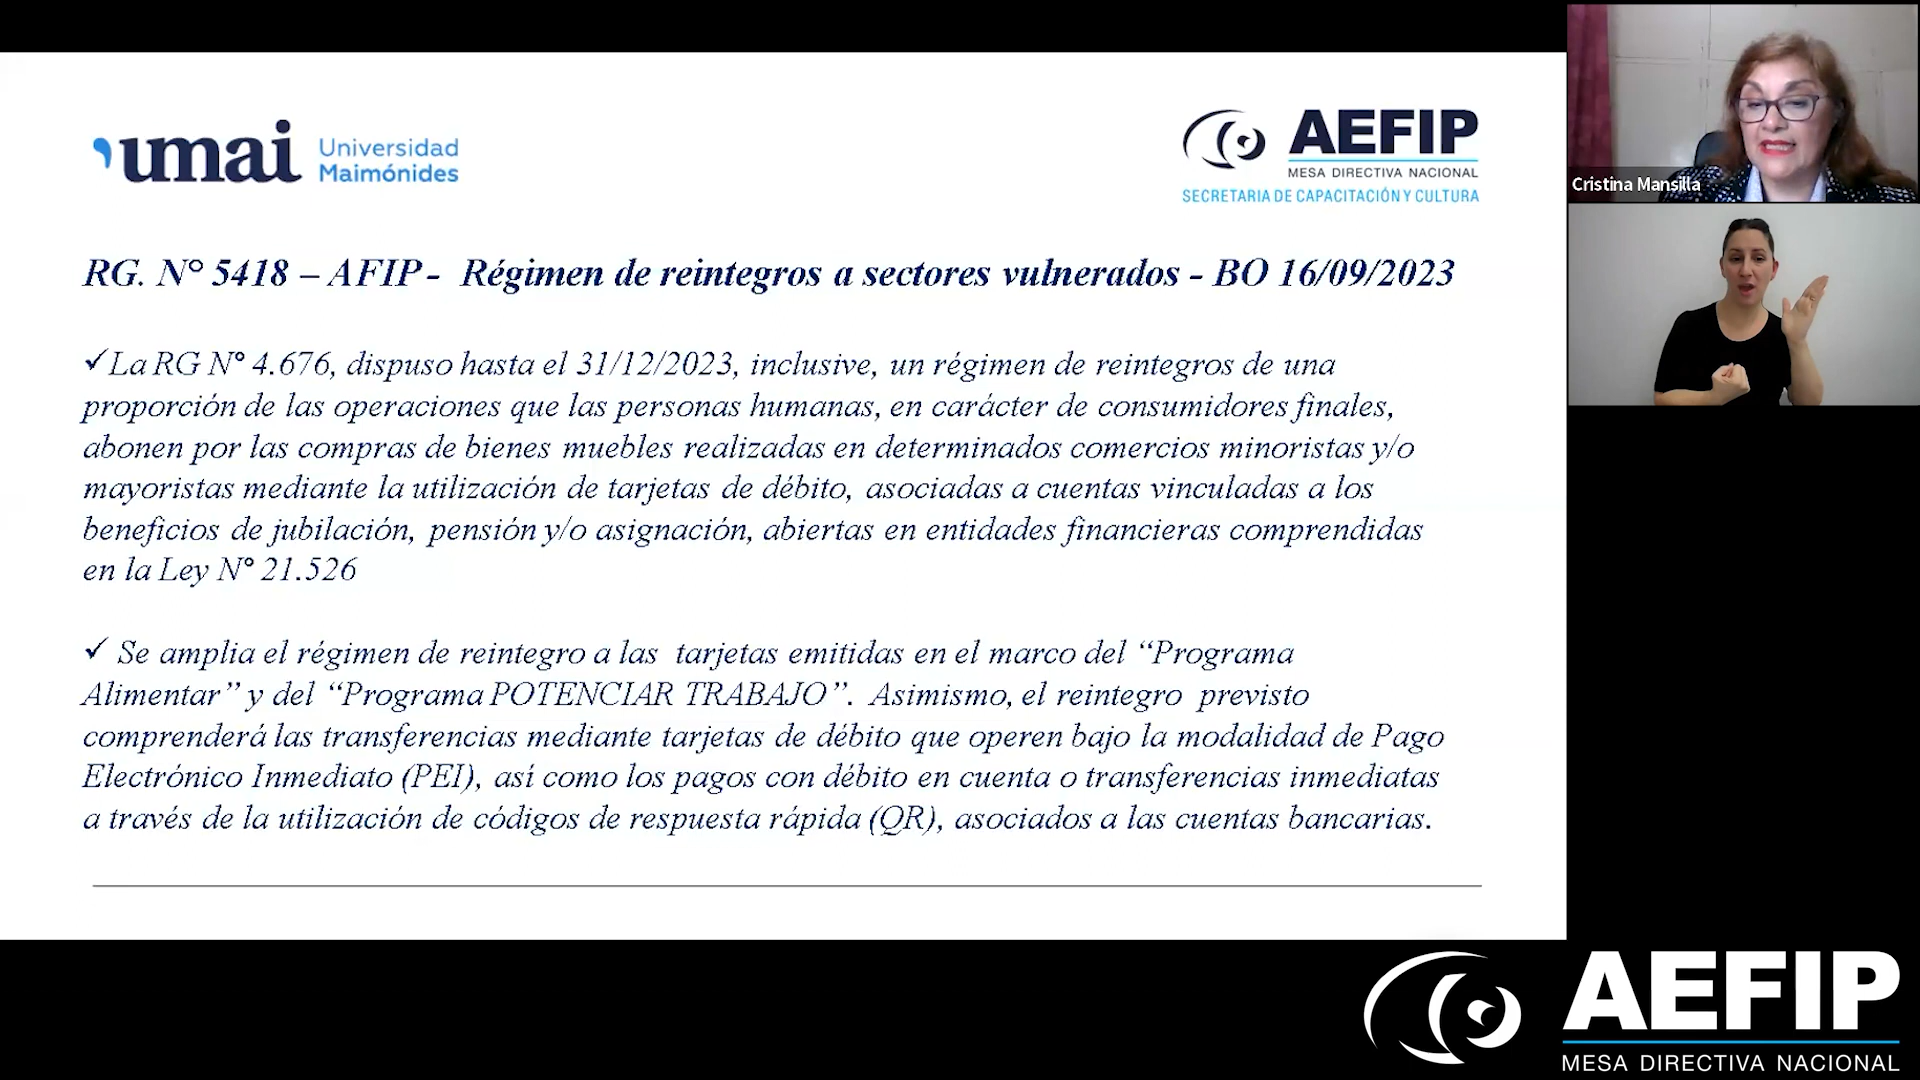 umai Universidad Maimónides
AEFIP
MESA DIRECTIVA NACIONAL
SECRETARIA DE CAPACITACIÓN Y CULTURA
RG. N° 5418 – AFIP - Régimen de reintegros a sectores vulnerados - BO 16/09/2023
✓La RG N° 4.676, dispuso hasta el 31/12/2023, inclusive, un régimen de reintegros de una
proporción de las operaciones que las personas humanas, en carácter de consumidores finales,
abonen por las compras de bienes muebles realizadas en determinados comercios minoristas y/o
mayoristas mediante la utilización de tarjetas de débito, asociadas a cuentas vinculadas a los
beneficios de jubilación, pensión y/o asignación, abiertas en entidades financieras comprendidas
en la Ley N° 21.526
✓ Se amplia el régimen de reintegro a las tarjetas emitidas en el marco del “Programa
Alimentar” y del “Programa POTENCIAR TRABAJO”. Asimismo, el reintegro previsto
comprenderá las transferencias mediante tarjetas de débito que operen bajo la modalidad de Pago
Electrónico Inmediato (PEI), así como los pagos con débito en cuenta o transferencias inmediatas
a través de la utilización de códigos de respuesta rápida (QR), asociados a las cuentas bancarias.
Cristina Mansilla
AEFIP
MESA DIRECTIVA NACIONAL